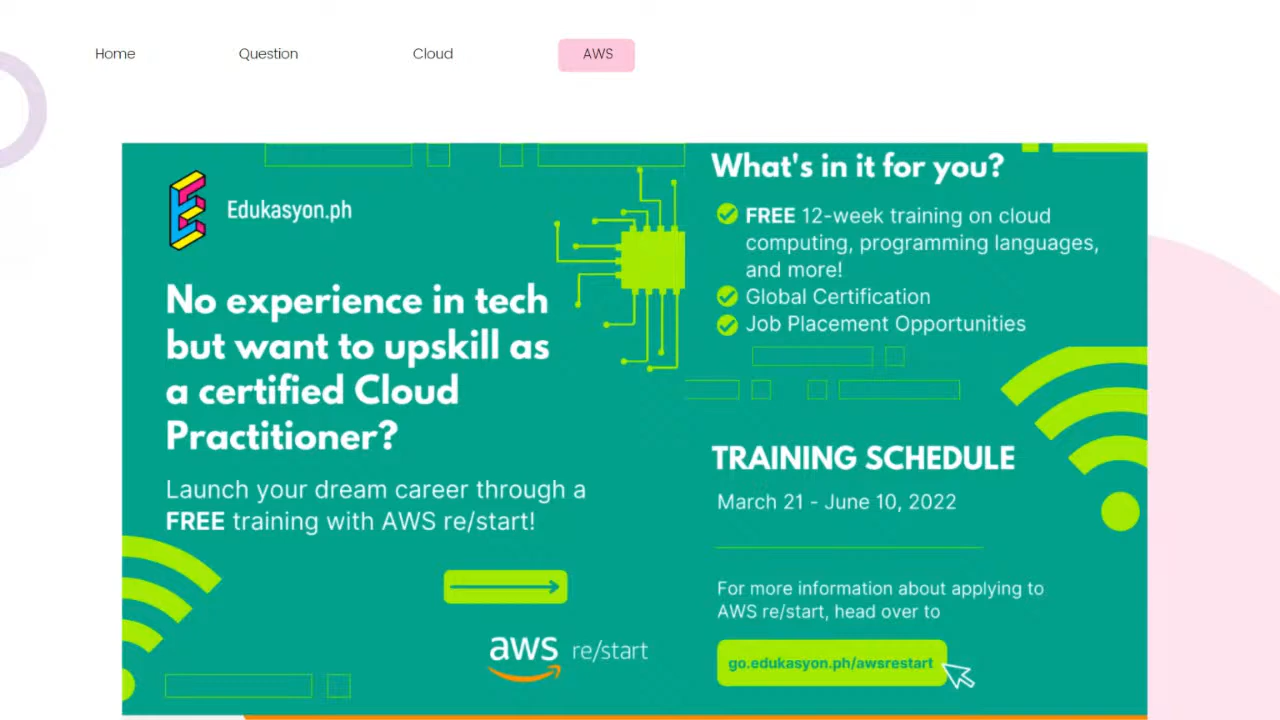 Home
Question
Cloud
AWS
Edukasyon.ph
No experience in tech
but want to upskill as
a certified Cloud
Practitioner?
Launch your dream career through a
FREE training with AWS re/start!
aws re/start
What's in it for you?
FREE 12-week training on cloud
computing, programming languages,
and more!
Global Certification
Job Placement Opportunities
TRAINING SCHEDULE
March 21 - June 10, 2022
For more information about applying to
AWS re/start, head over to
go.edukasyon.ph/awsrestart